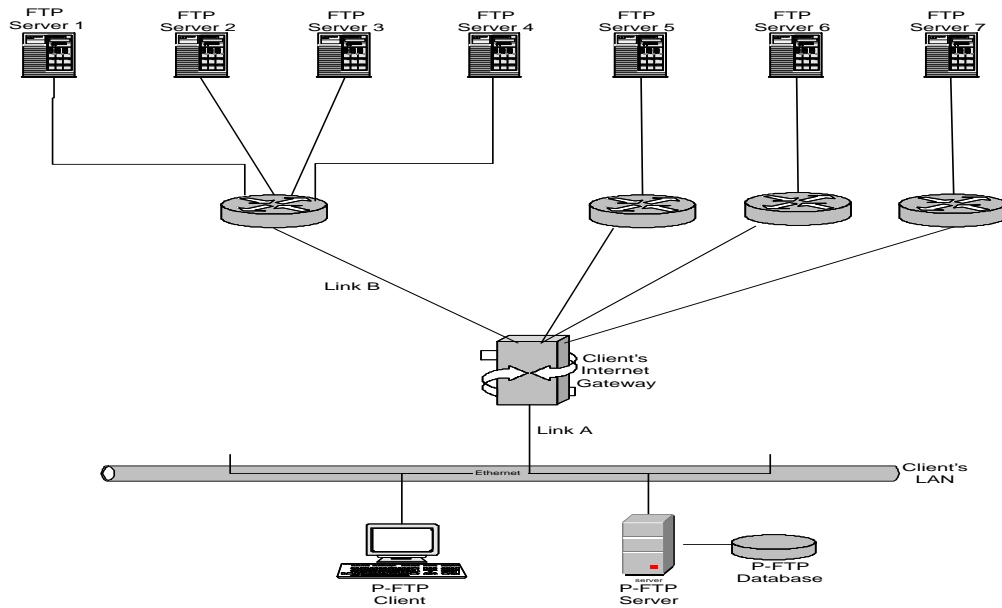 FTP
Server 1
FTP
Server 2
FTP
Server 3
FTP
Server 4
FTP
Server 5
FTP
Server 6
FTP
Server 7
Link B
Client's
Internet
Gateway
Link A
Ethernet
Client's
LAN
P-FTP
Client
server
P-FTP
Server
P-FTP
Database